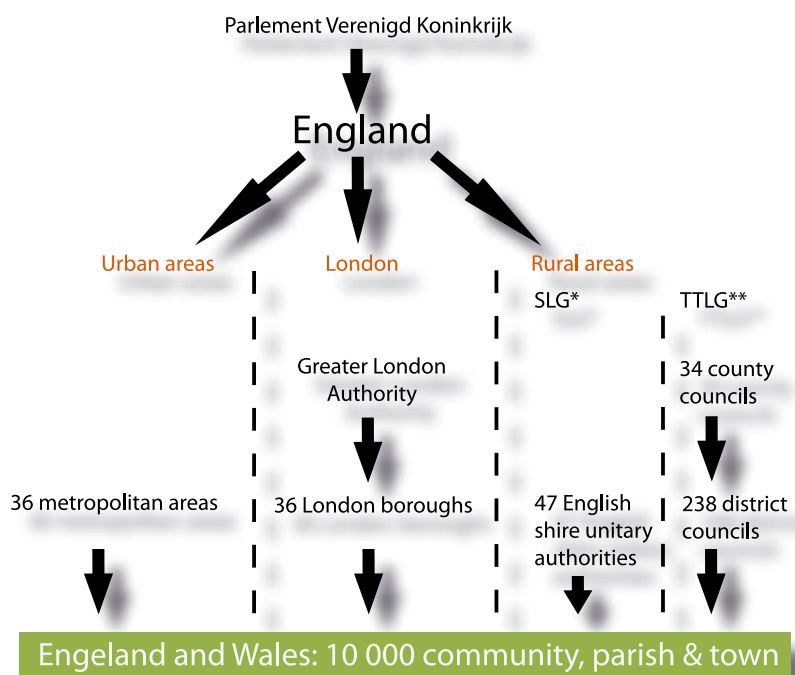 Parlement Verenigd Koninkrijk
England
Urban areas
London
Rural areas
SLG*
TTLG**
Greater London
Authority
34 county
councils
36 metropolitan areas
36 London boroughs
47 English
shire unitary
authorities
238 district
councils
Engeland and Wales: 10 000 community, parish & town